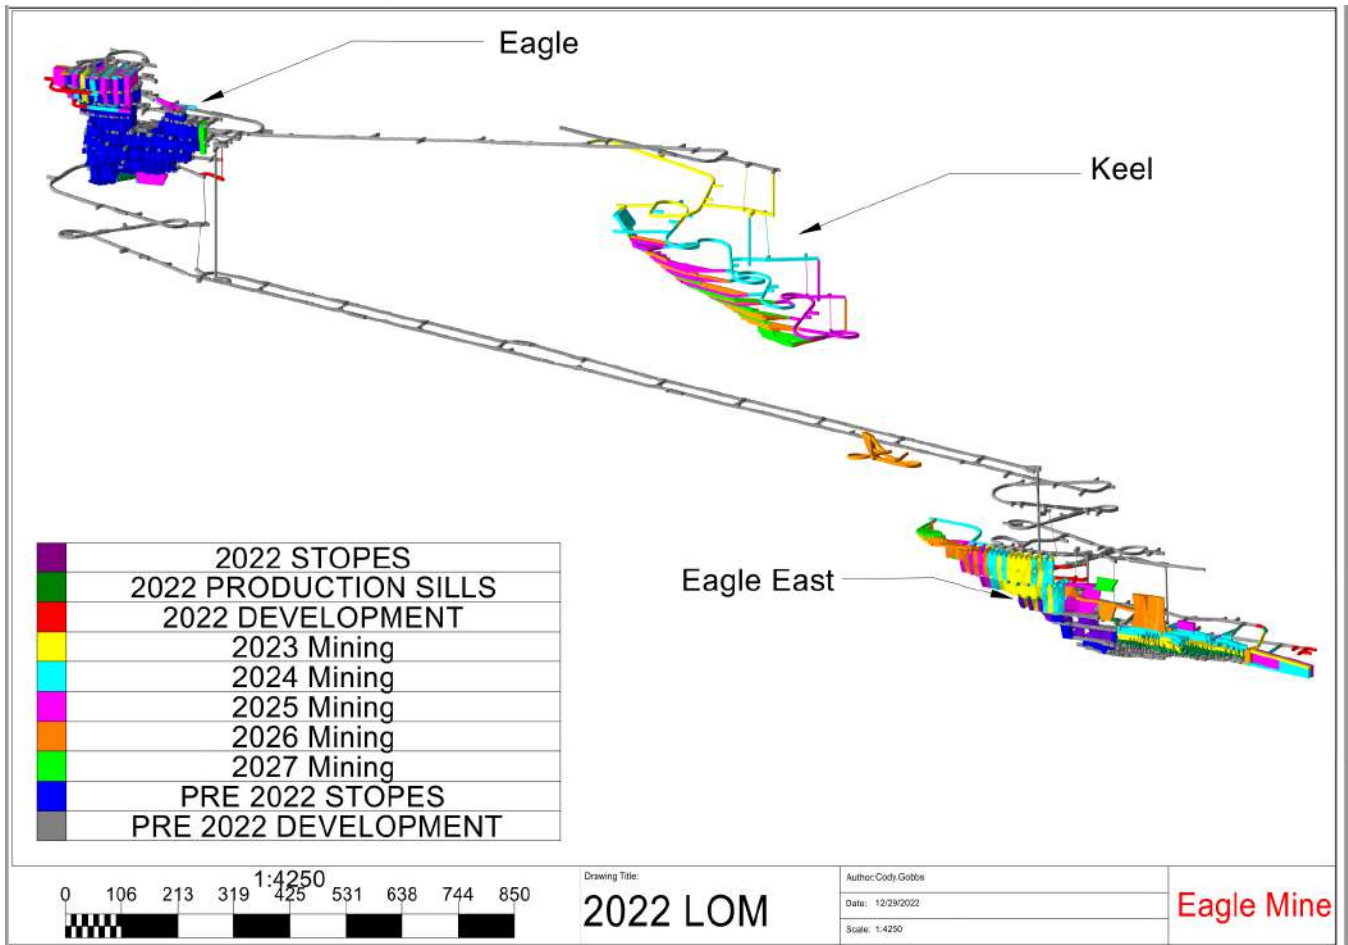 Eagle
Keel
Eagle East
2022 STOPES
2022 PRODUCTION SILLS
2022 DEVELOPMENT
2023 Mining
2024 Mining
2025 Mining
2026 Mining
2027 Mining
PRE 2022 STOPES
PRE 2022 DEVELOPMENT
1:4250
0 106 213 319 425 531 638 744 850
Drawing Title:
2022 LOM
Author: Cody.Gobbs
Date: 12/29/2022
Scale: 1:4250
Eagle Mine